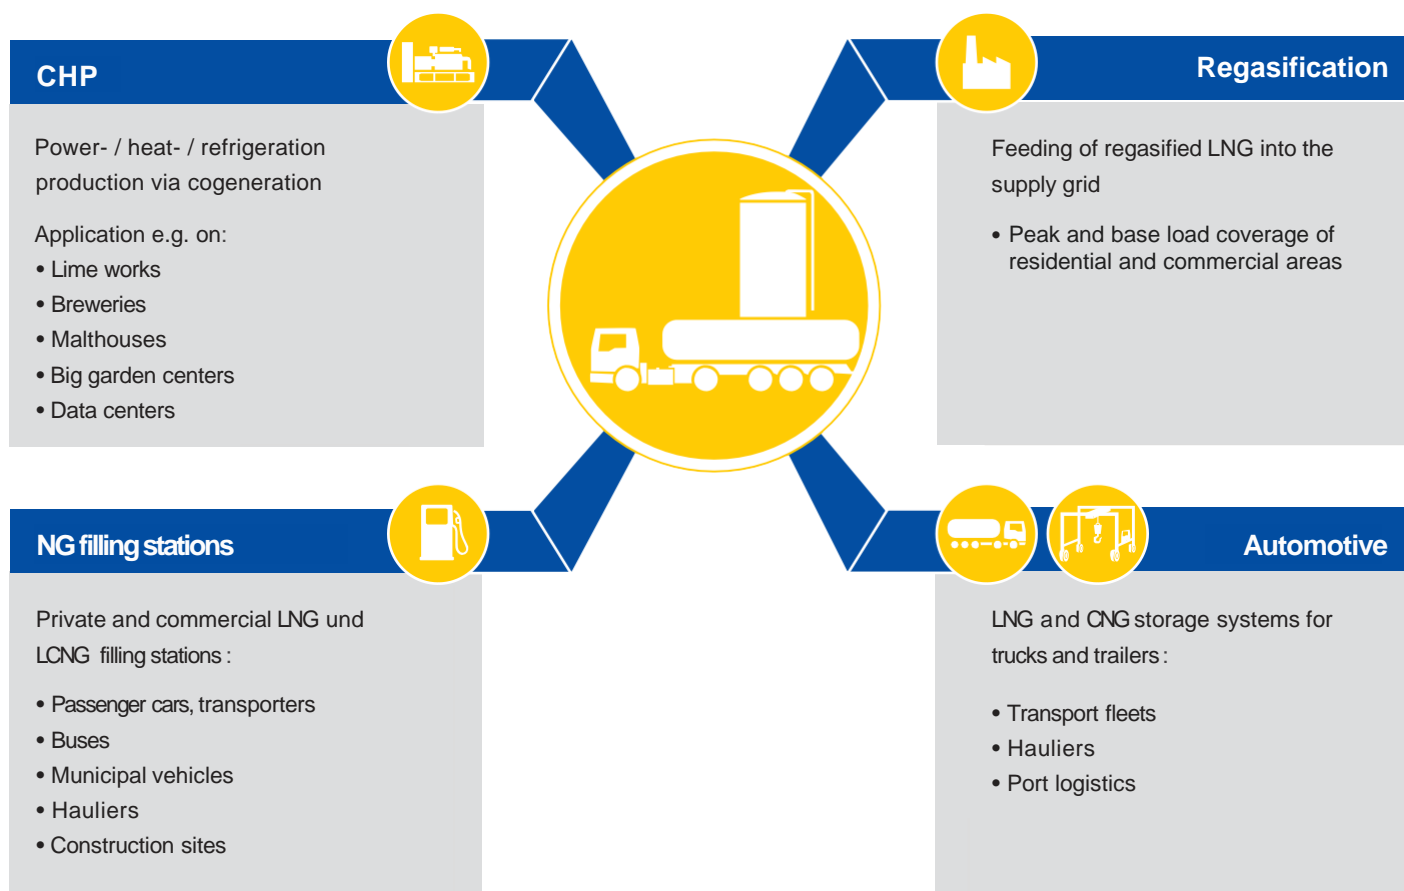 CHP
Power- / heat- / refrigeration
production via cogeneration
Application e.g. on:
• Lime works
• Breweries
• Malthouses
• Big garden centers
• Data centers
Regasification
Feeding of regasified LNG into the
supply grid
• Peak and base load coverage of
residential and commercial areas
NG filling stations
Private and commercial LNG und
LCNG filling stations :
• Passenger cars, transporters
• Buses
• Municipal vehicles
• Hauliers
• Construction sites
Automotive
LNG and CNG storage systems for
trucks and trailers :
• Transport fleets
• Hauliers
• Port logistics